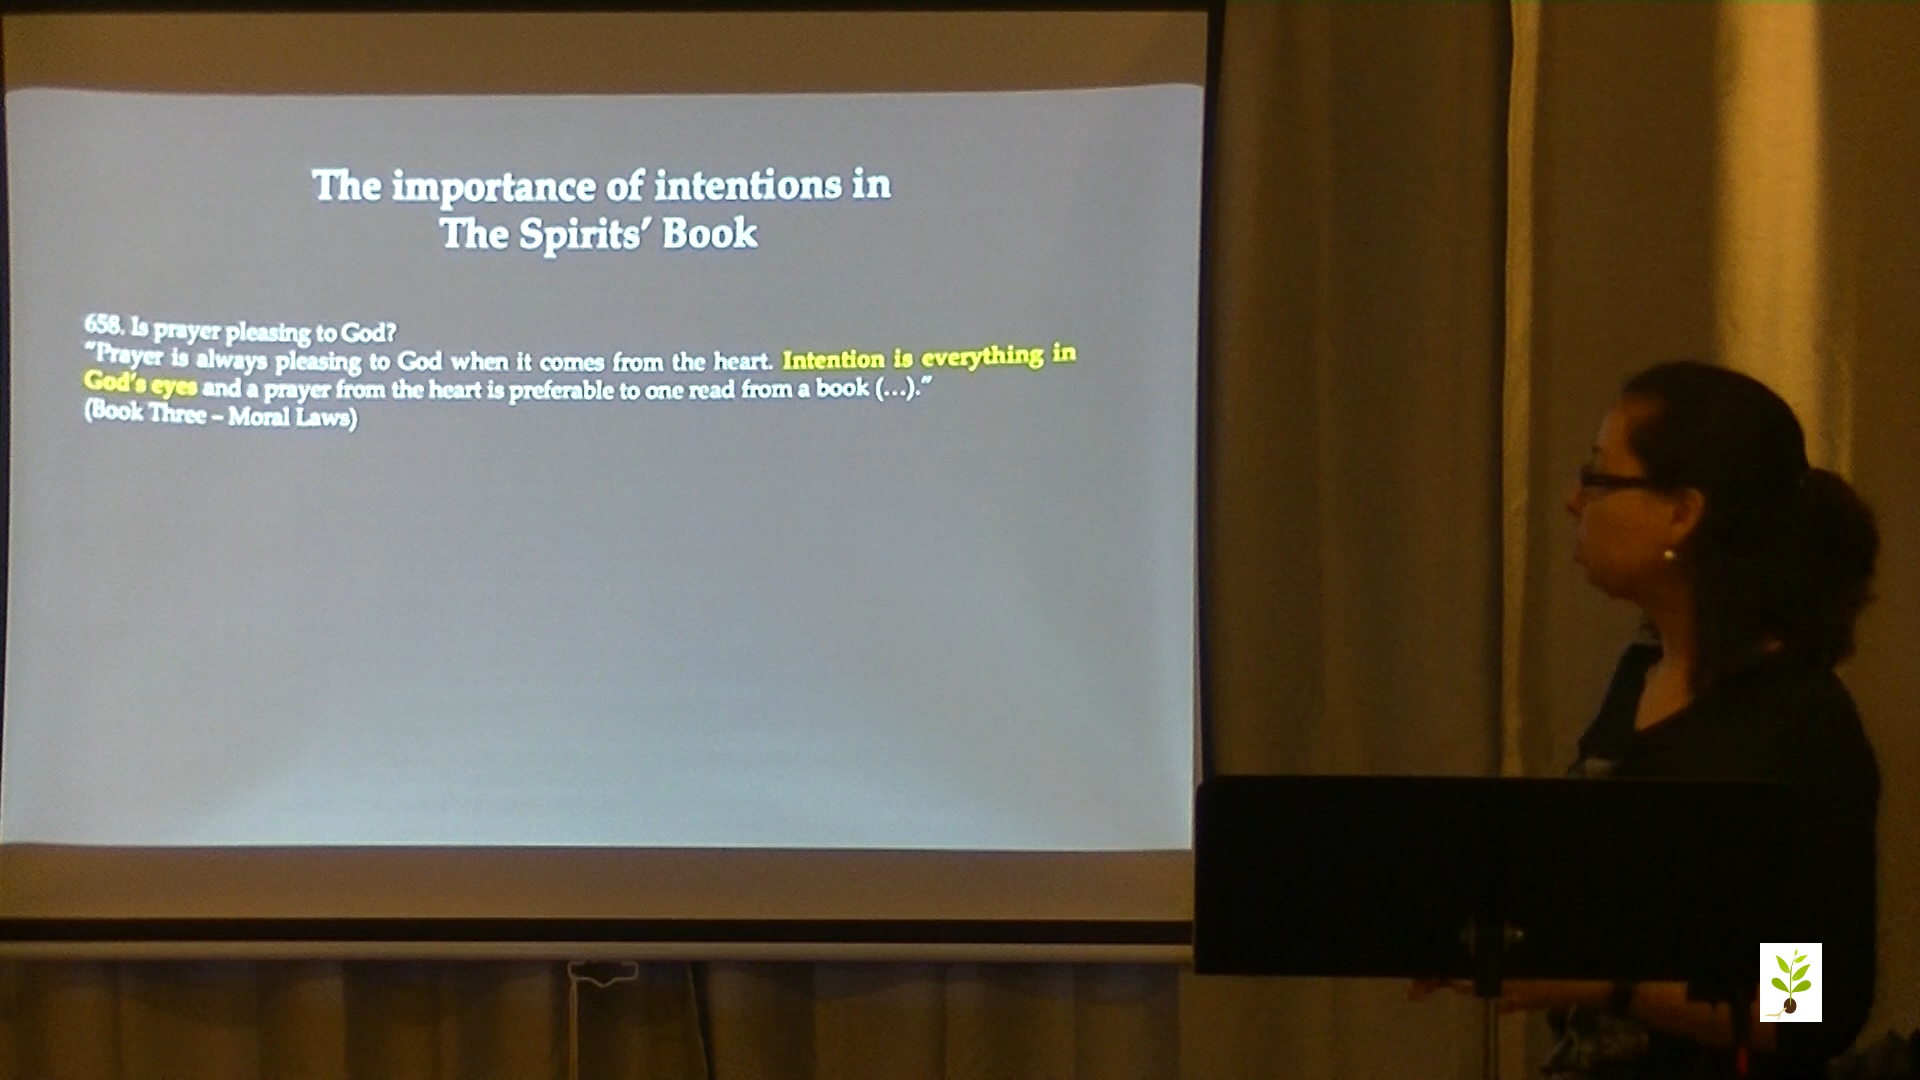 The importance of intentions in
The Spirits’ Book
658. Is prayer pleasing to God?
“Prayer is always pleasing to God when it comes from the heart. Intention is everything in
God’s eyes and a prayer from the heart is preferable to one read from a book (...).”
(Book Three – Moral Laws)